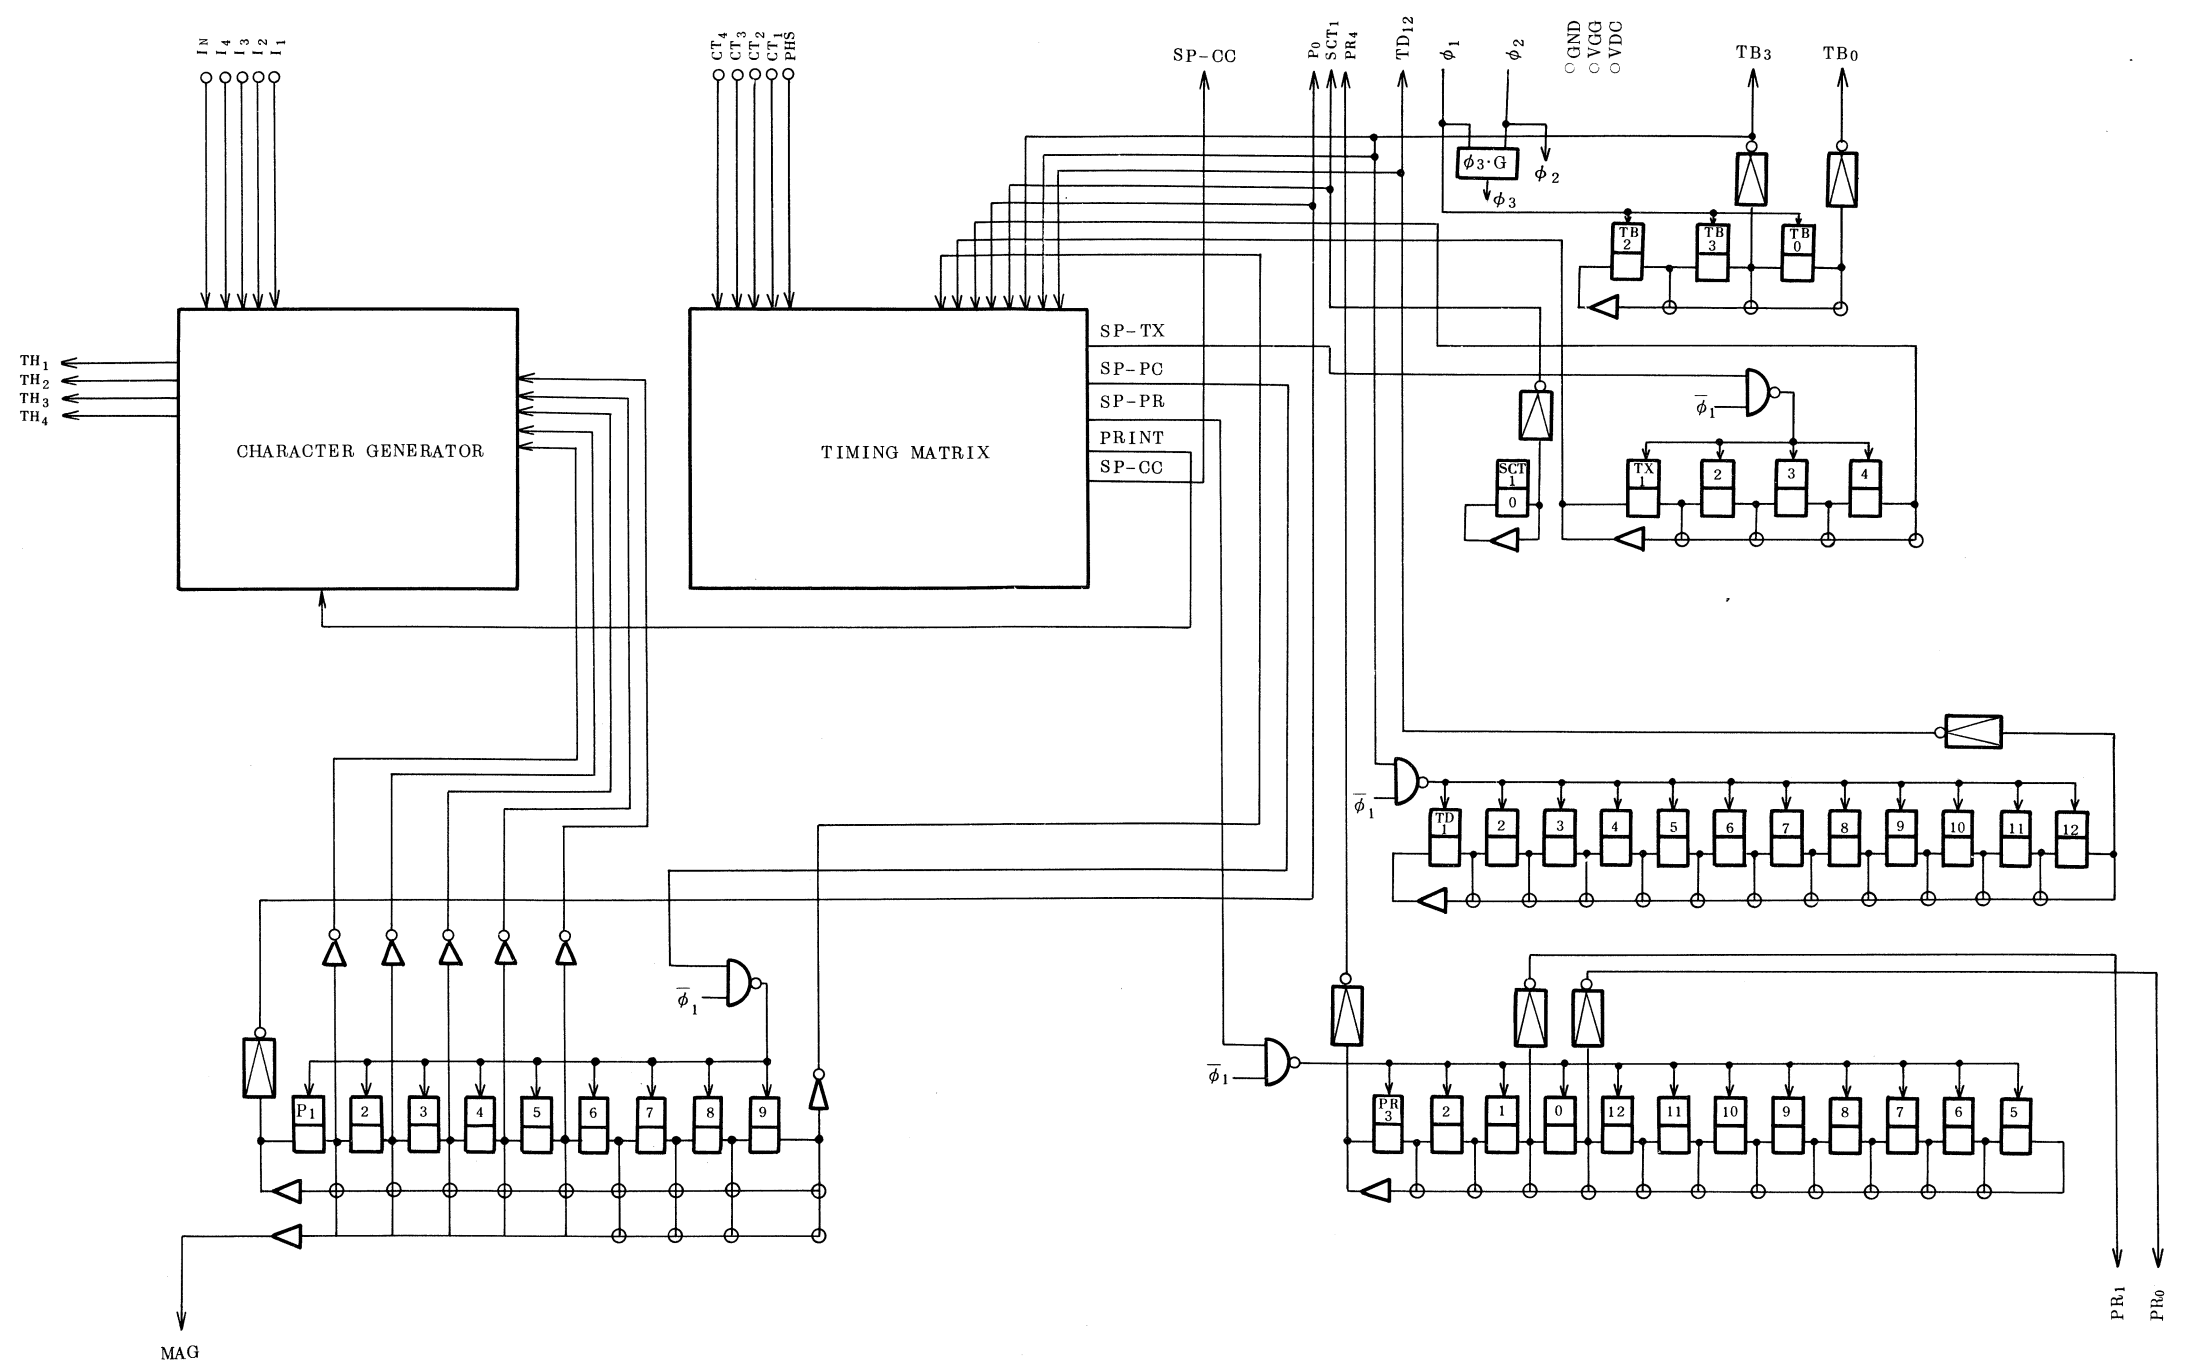 IN I4 I3 I2 I1
CT4 CT3 CT2 CT1 PHS
SP-CC
P0 SCT1 PR4
TD12
ϕ1
ϕ2
GND
VGG
VDC
TB3
TB0
ϕ3·G
ϕ2
ϕ3
TB 2
TB 3
TB 0
TH1
TH2
TH3
TH4
CHARACTER GENERATOR
TIMING MATRIX
SP-TX
SP-PC
SP-PR
PRINT
SP-CC
ϕ̅1
SCT 1
0
TX 1 2 3 4
ϕ̅1
TD 1 2 3 4 5 6 7 8 9 10 11 12
ϕ̅1
P1 2 3 4 5 6 7 8 9
ϕ̅1
PR 3 2 1 0 12 11 10 9 8 7 6 5
MAG
PR1
PR0